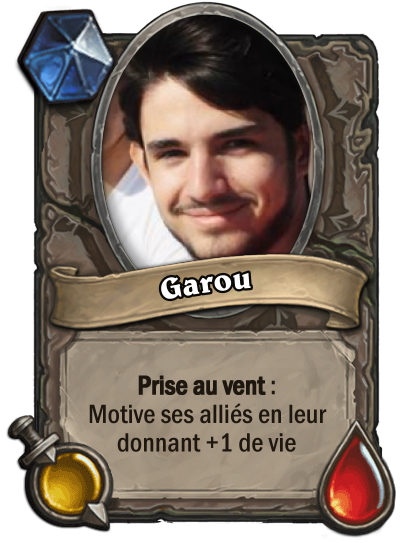 Garou
Prise au vent :
Motive ses alliés en leur
donnant +1 de vie